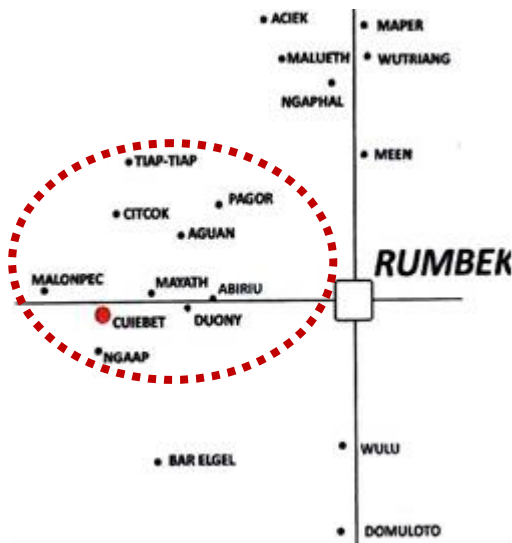 ACIEK
MAPER
MALUETH
WUTRIANG
NGAPHAL
MEEN
TIAP-TIAP
PAGOR
CITCOK
AGUAN
RUMBEK
MALONPEC
MAYATH
ABIRIU
CUIEBET
DUONY
NGAAP
WULU
BAR ELGEL
DOMULOTO